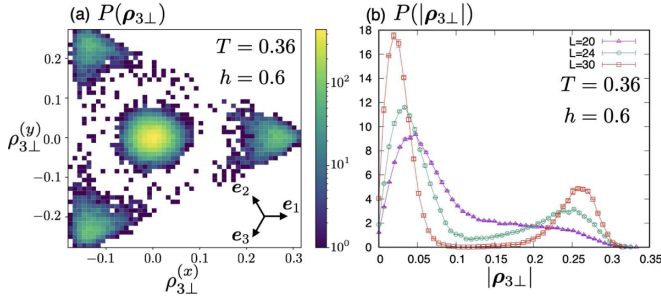 (a) P(ρ₃⊥)
T = 0.36
h = 0.6
ρ₃⊥^(y)
0.2
0.1
0.0
−0.1
−0.2
e₂
e₁
e₃
−0.1 0.0 0.1 0.2 0.3
ρ₃⊥^(x)
10²
10¹
10⁰
(b) P(|ρ₃⊥|)
L=20
L=24
L=30
T = 0.36
h = 0.6
18
16
14
12
10
8
6
4
2
0
0 0.05 0.1 0.15 0.2 0.25 0.3 0.35
|ρ₃⊥|